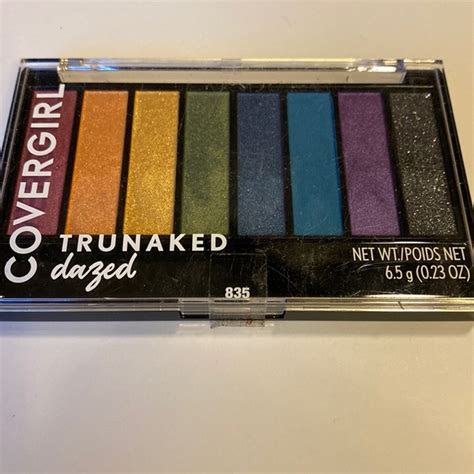 COVERGIRL
TRUNAKED
dazed
NET WT./POIDS NET
6.5 g (0.23 OZ)
835